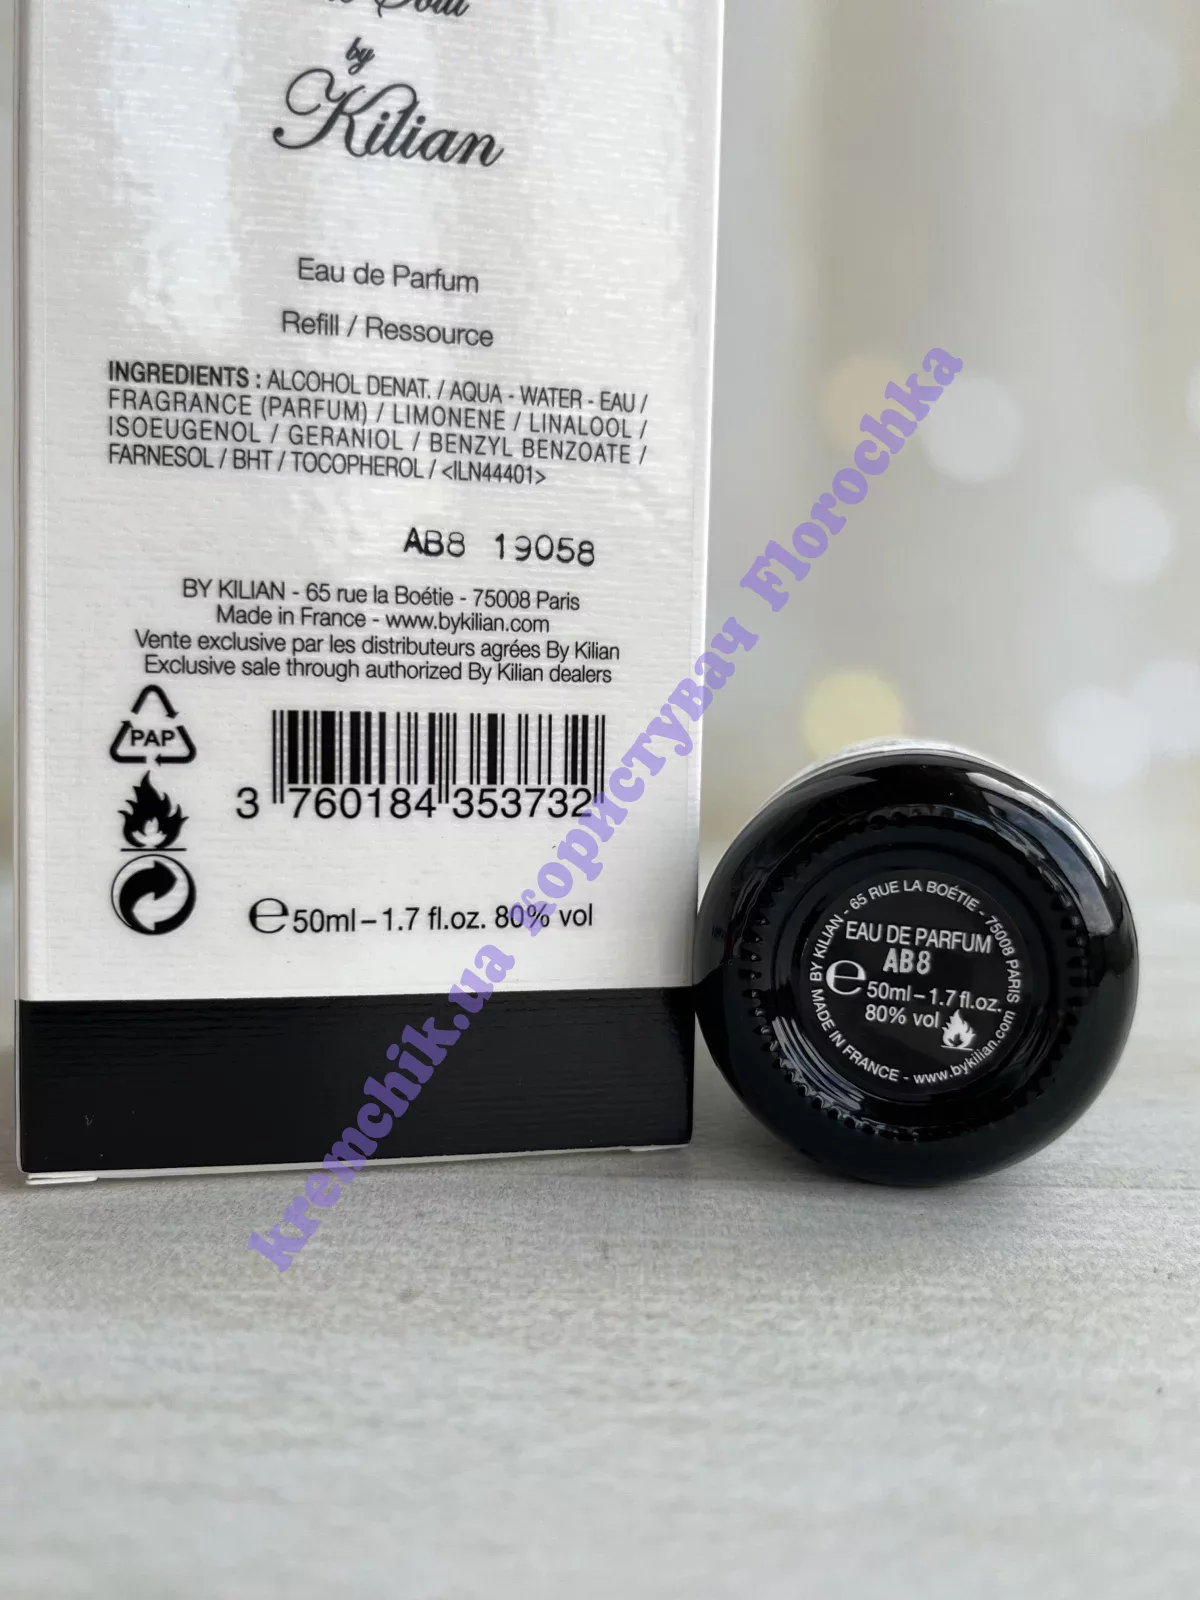 by
Kilian
Eau de Parfum
Refill / Ressource
INGREDIENTS : ALCOHOL DENAT. / AQUA - WATER - EAU /
FRAGRANCE (PARFUM) / LIMONENE / LINALOOL /
ISOEUGENOL / GERANIOL / BENZYL BENZOATE /
FARNESOL / BHT / TOCOPHEROL / <ILN44401>
AB8 19058
BY KILIAN - 65 rue la Boétie - 75008 Paris
Made in France - www.bykilian.com
Vente exclusive par les distributeurs agrées By Kilian
Exclusive sale through authorized By Kilian dealers
PAP
3 760184 353732
e 50ml – 1.7 fl.oz. 80% vol
BY KILIAN - 65 RUE LA BOÉTIE - 75008 PARIS
EAU DE PARFUM
AB8
e 50ml – 1.7 fl.oz.
80% vol
MADE IN FRANCE - www.bykilian.com
kremchik.ua користувач Florochka